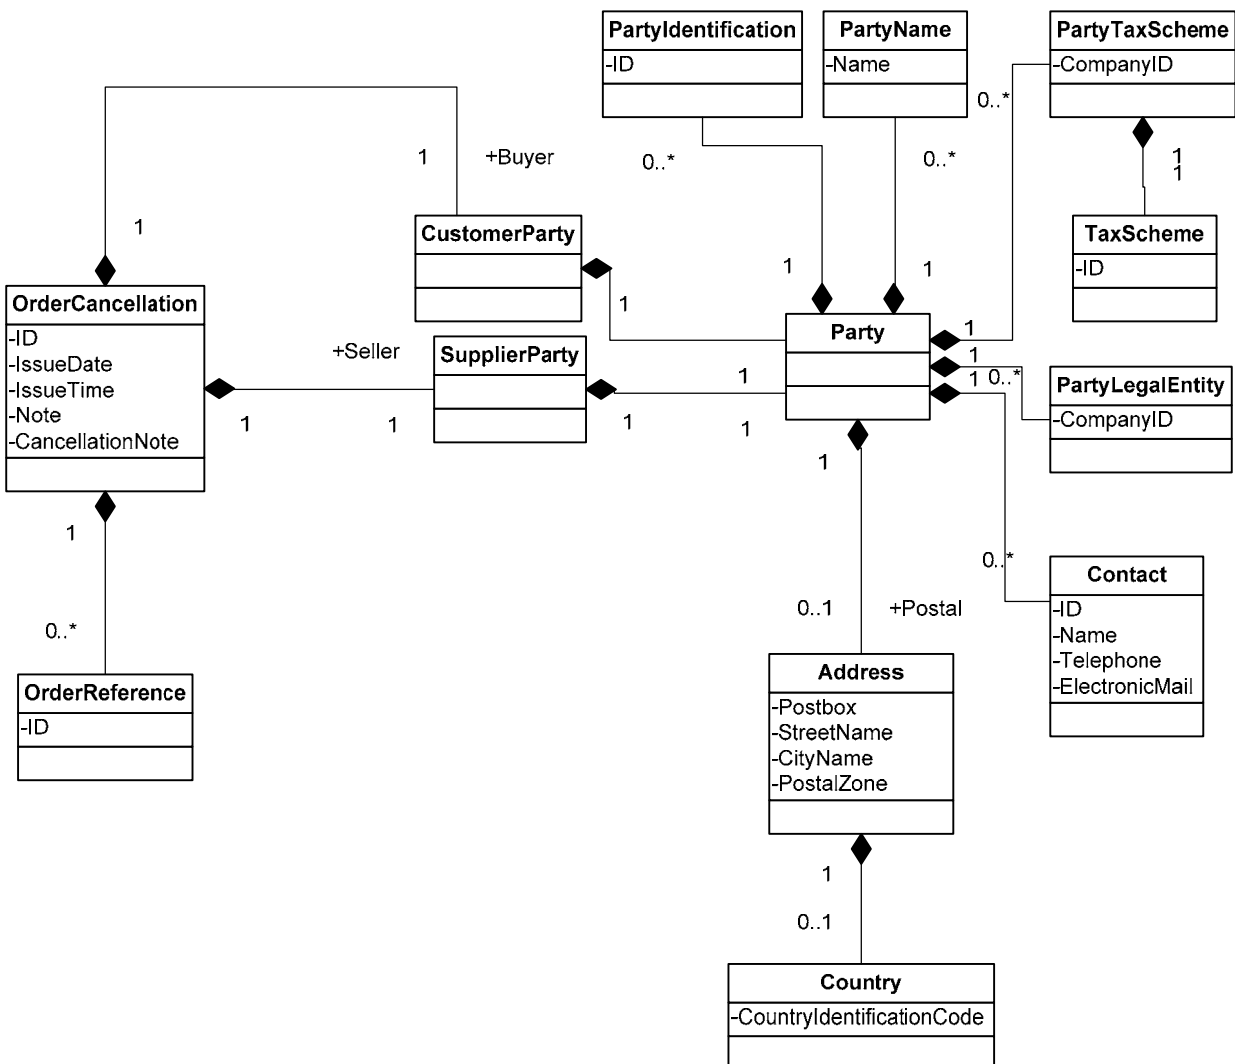 PartyIdentification
-ID
PartyName
-Name
PartyTaxScheme
-CompanyID
0..*
0..*
0..*
1
1
TaxScheme
-ID
1
+Buyer
1
CustomerParty
1
1
1
OrderCancellation
-ID
-IssueDate
-IssueTime
-Note
-CancellationNote
+Seller
1
1
SupplierParty
1
1
1
Party
1
1
1
0..*
PartyLegalEntity
-CompanyID
1
1
0..*
OrderReference
-ID
0..*
Contact
-ID
-Name
-Telephone
-ElectronicMail
0..1
+Postal
Address
-Postbox
-StreetName
-CityName
-PostalZone
1
0..1
Country
-CountryIdentificationCode